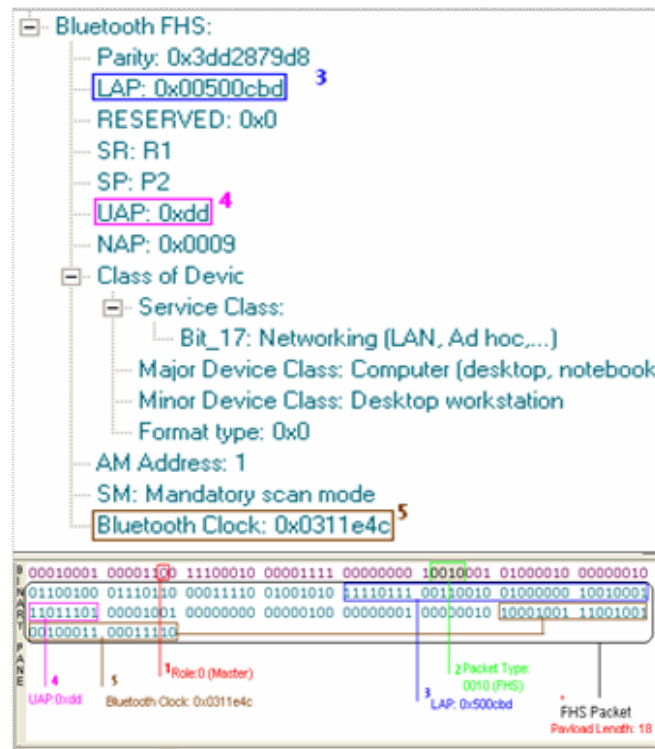 Bluetooth FHS:
Parity: 0x3dd2879d8
LAP: 0x00500cbd 3
RESERVED: 0x0
SR: R1
SP: P2
UAP: 0xdd 4
NAP: 0x0009
Class of Devic
Service Class:
Bit_17: Networking (LAN, Ad hoc,...)
Major Device Class: Computer (desktop, notebook
Minor Device Class: Desktop workstation
Format type: 0x0
AM Address: 1
SM: Mandatory scan mode
Bluetooth Clock: 0x0311e4c 5
BINARY PANE
00010001 00001100 11100010 00001111 00000000 10010001 01000010 00000010
01100100 01110110 00011110 01001010 11110111 00110010 01000000 10010001
11011101 00001001 00000000 00000100 00000001 00000010 10001001 11001001
00100011 00011110
4 5 1 Role:0 (Master) 2 Packet Type:
0010 (FHS)
UAP:0xdd Bluetooth Clock: 0x0311e4c 3 LAP: 0x500cbd
FHS Packet
Payload Length: 18